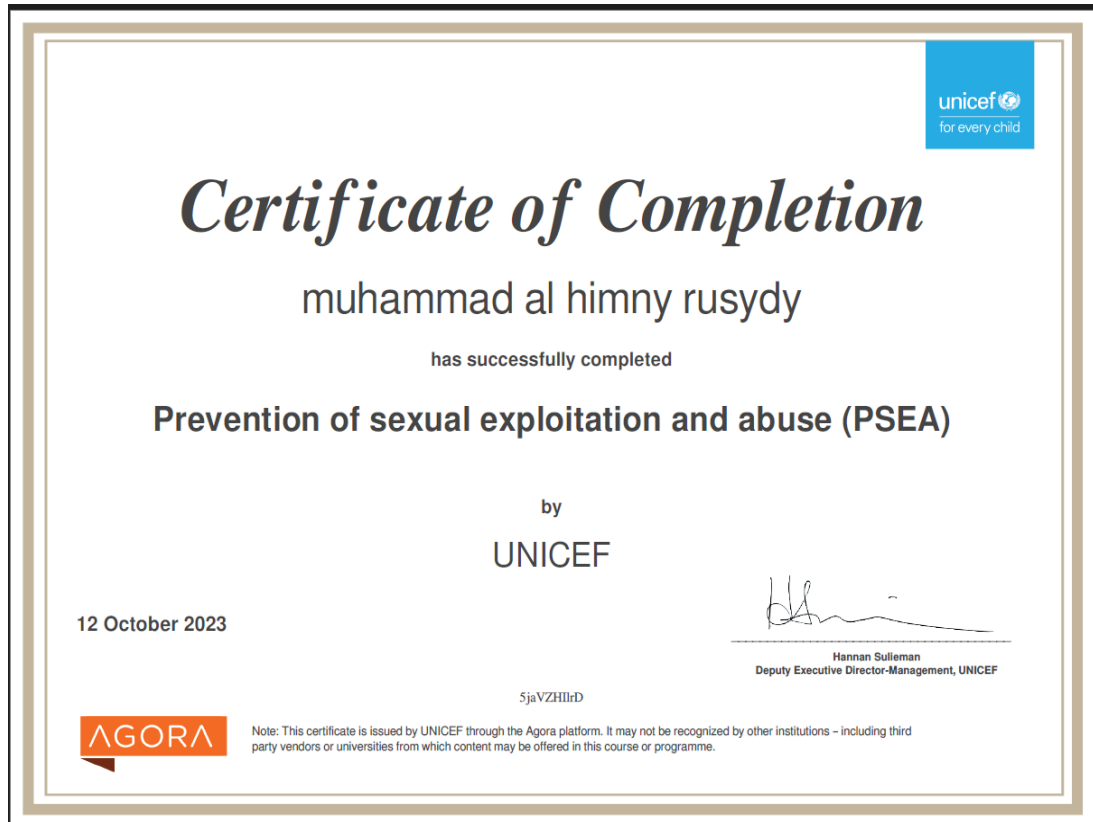 unicef
for every child
Certificate of Completion
muhammad al himny rusydy
has successfully completed
Prevention of sexual exploitation and abuse (PSEA)
by
UNICEF
12 October 2023
Hannan Sulieman
Deputy Executive Director-Management, UNICEF
5jaVZHIlrD
AGORA
Note: This certificate is issued by UNICEF through the Agora platform. It may not be recognized by other institutions – including third
party vendors or universities from which content may be offered in this course or programme.